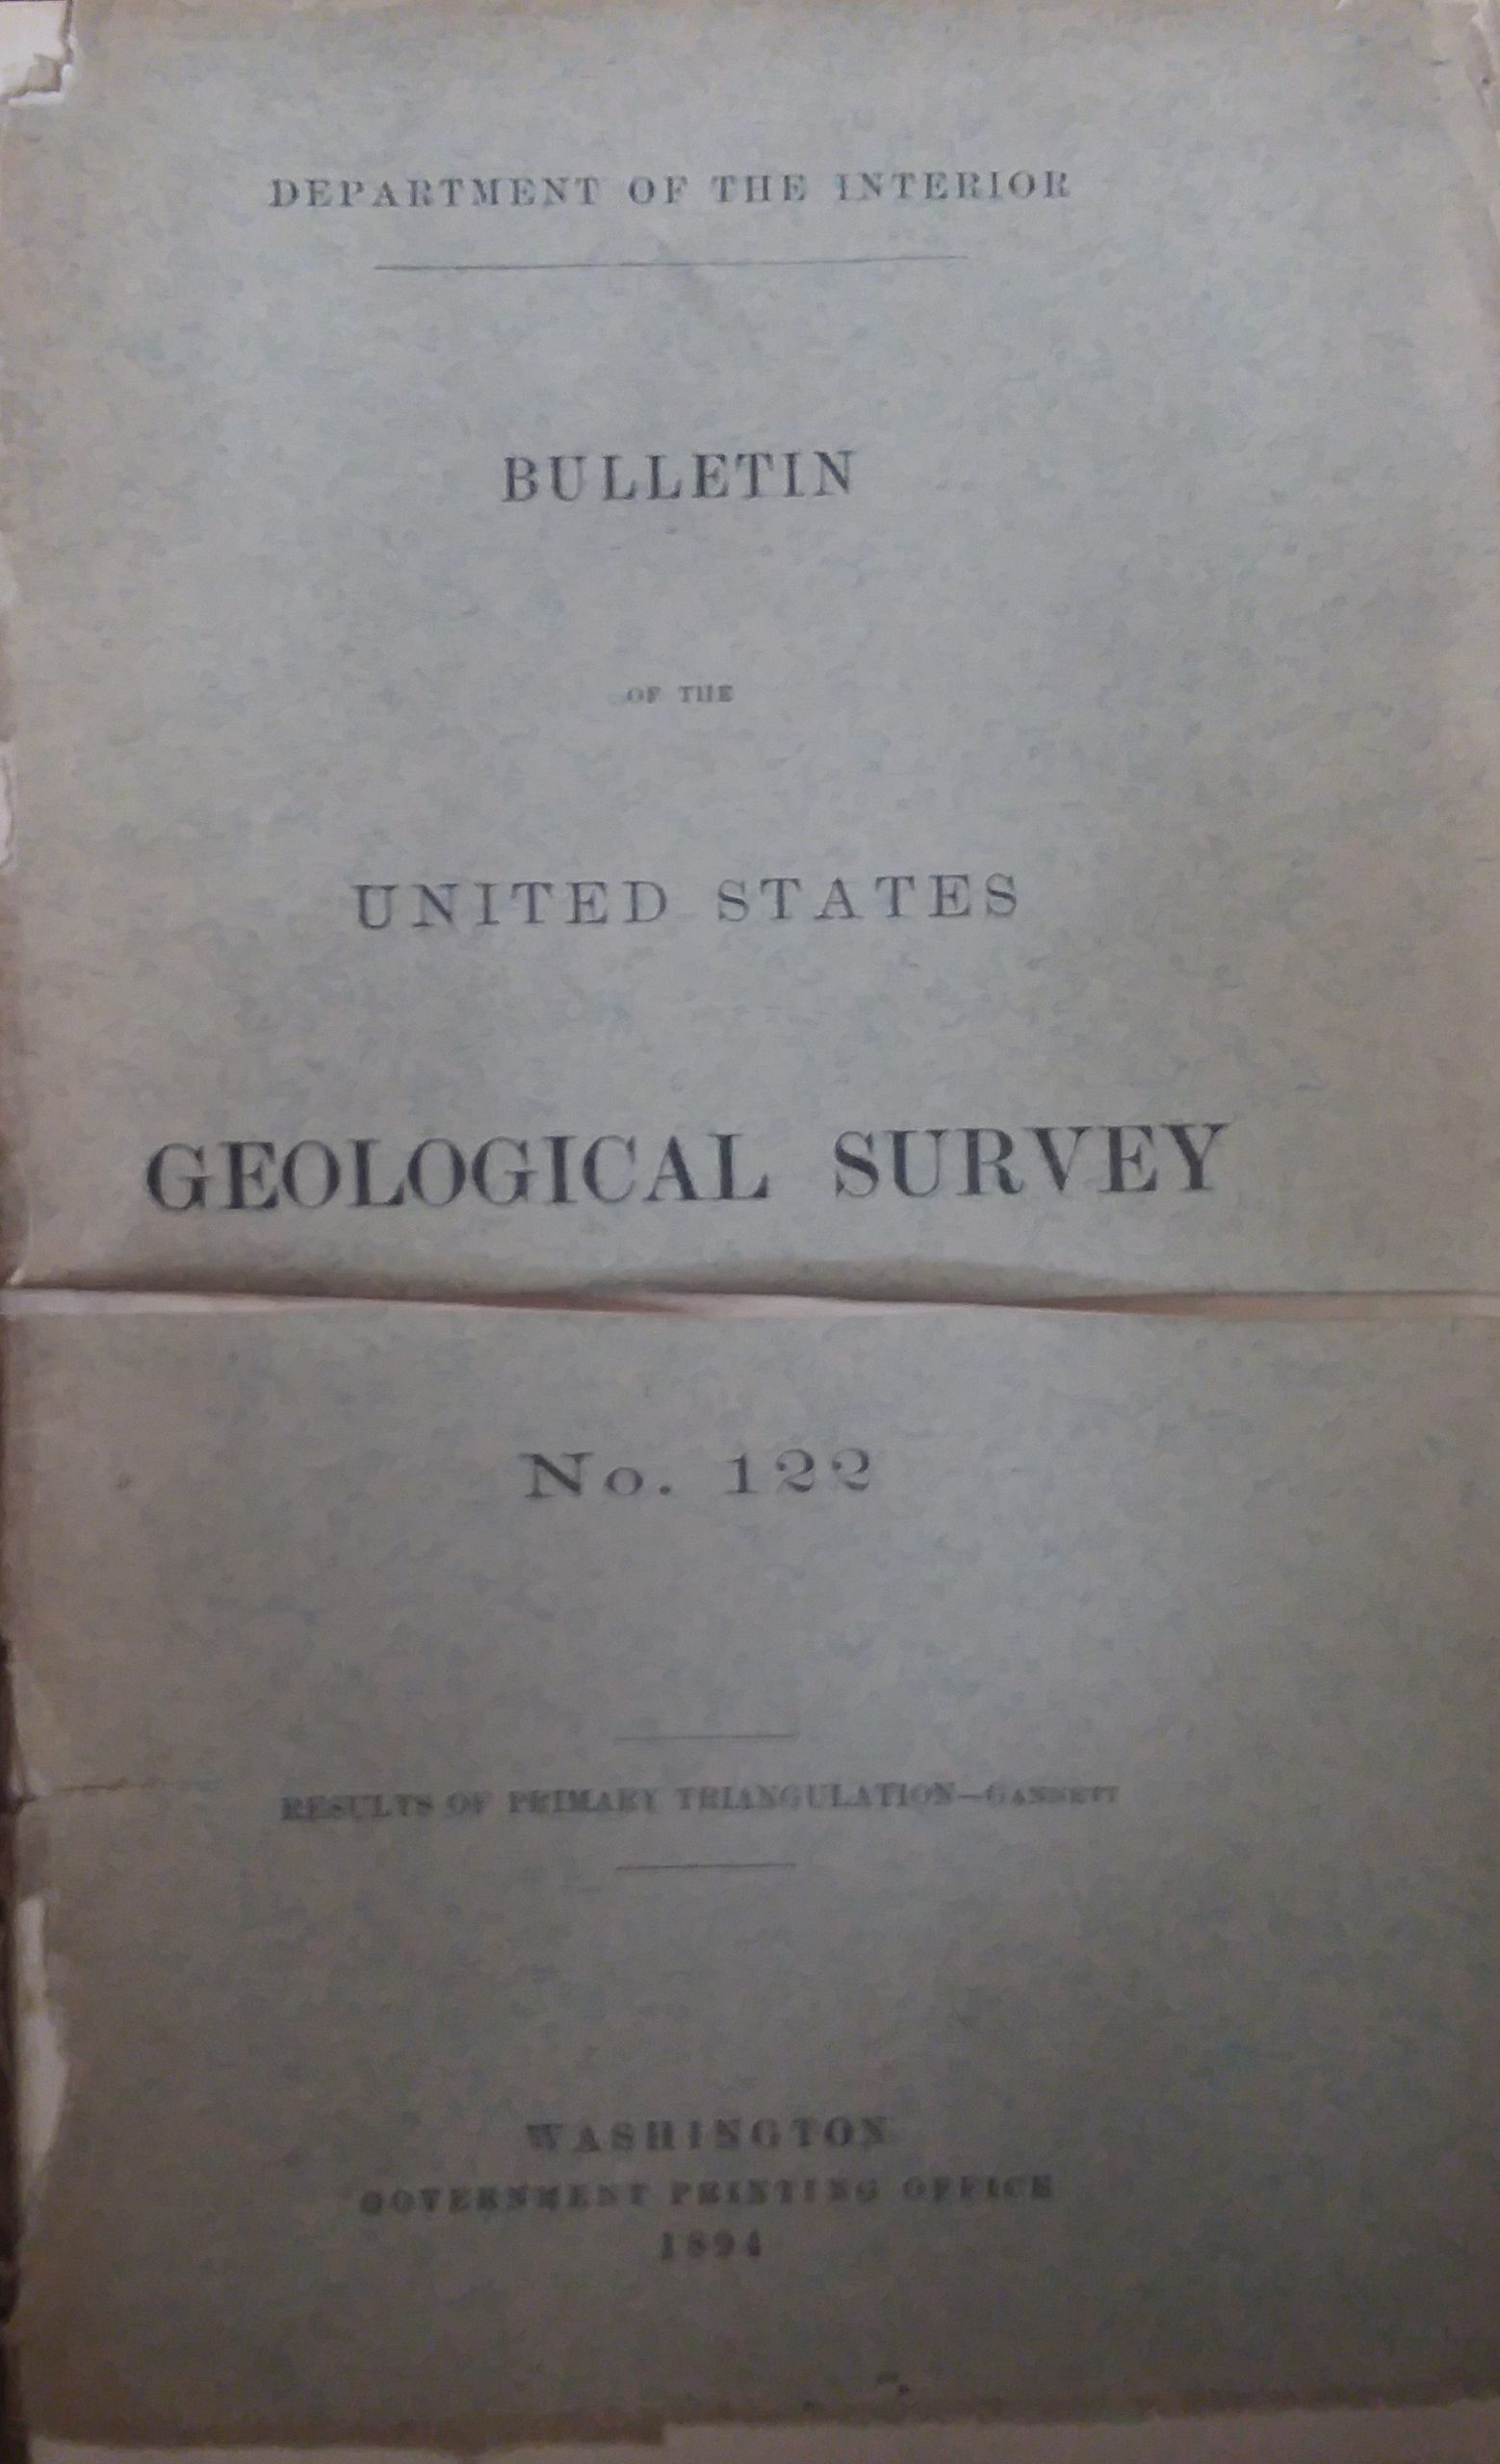 DEPARTMENT OF THE INTERIOR
BULLETIN
OF THE
UNITED STATES
GEOLOGICAL SURVEY
No. 122
RESULTS OF PRIMARY TRIANGULATION—GANNETT
WASHINGTON
GOVERNMENT PRINTING OFFICE
1894